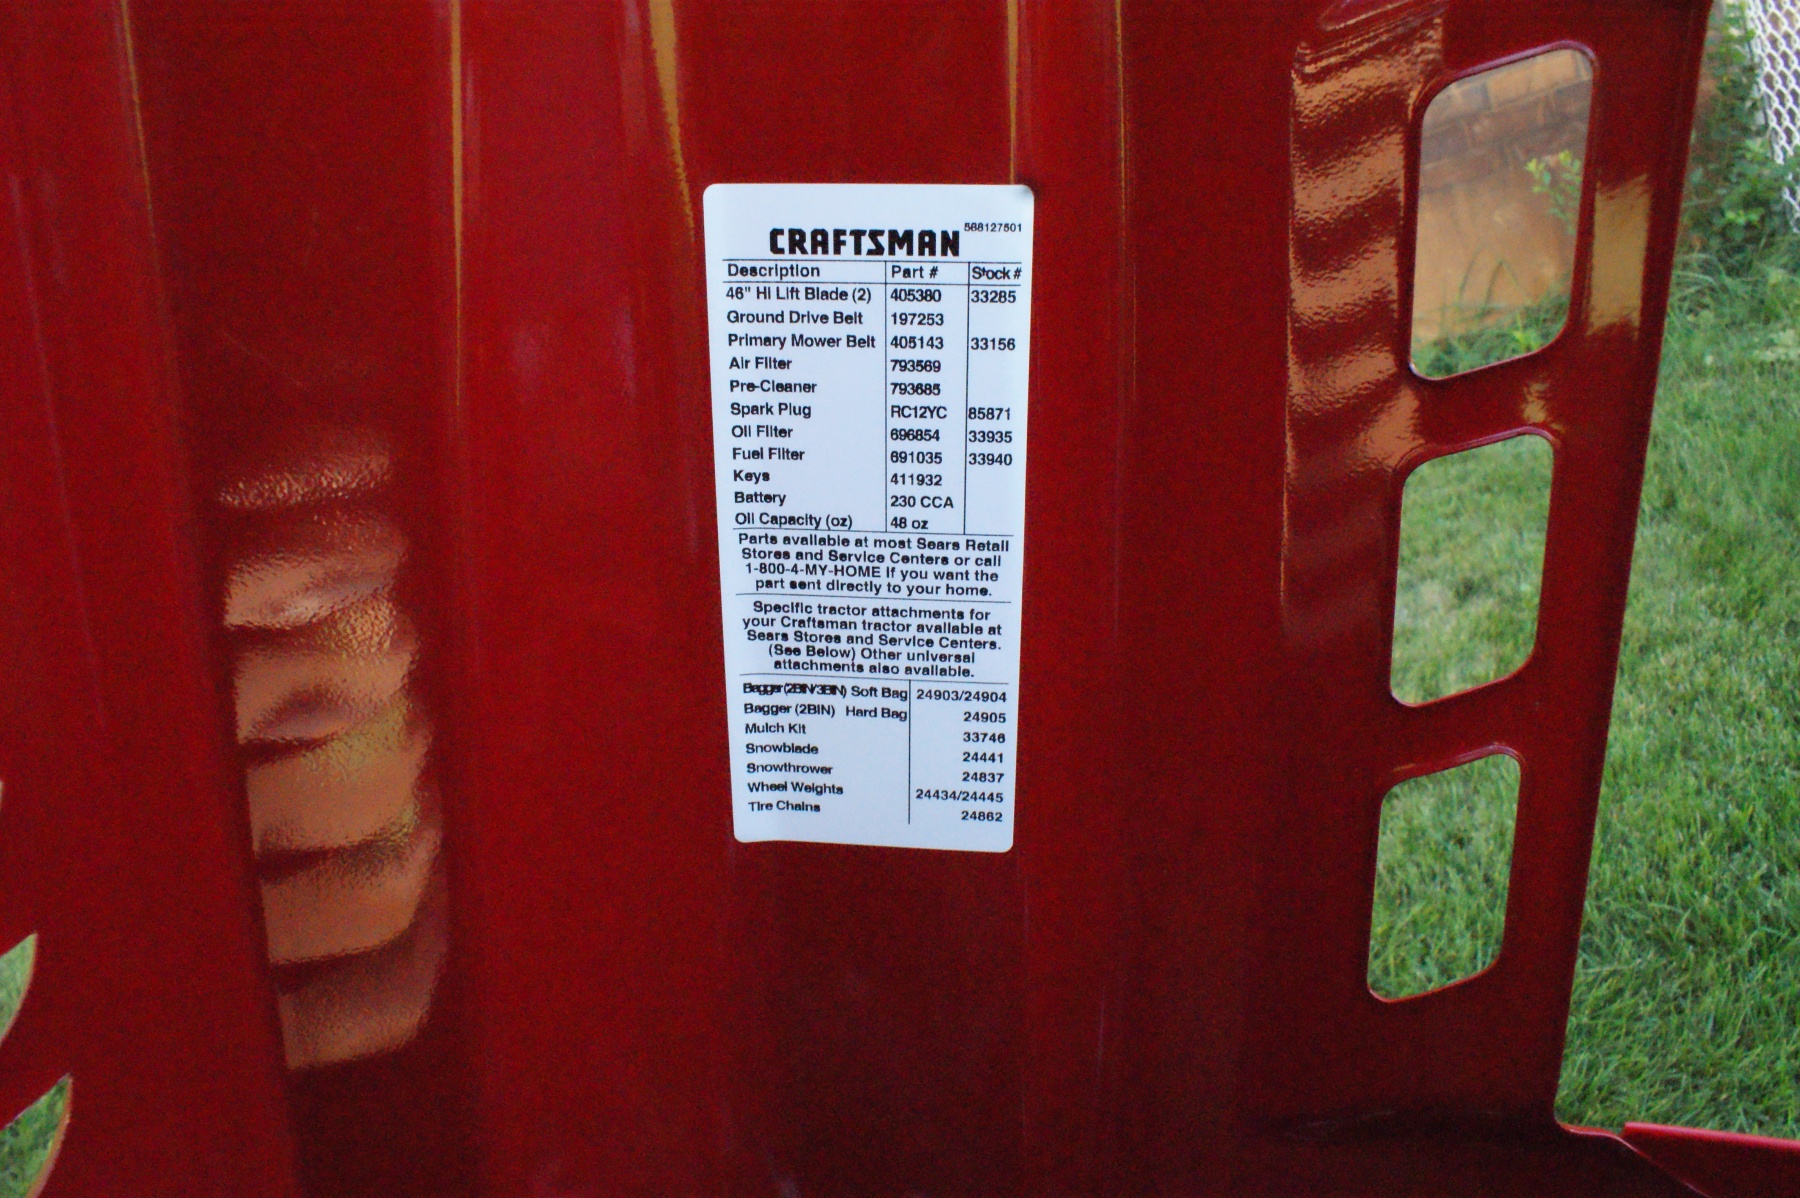 588127501
CRAFTSMAN
Description Part # Stock #
46" Hi Lift Blade (2) 405380 33285
Ground Drive Belt 197253
Primary Mower Belt 405143 33156
Air Filter 793569
Pre-Cleaner 793685
Spark Plug RC12YC 85871
Oil Filter 696854 33935
Fuel Filter 691035 33940
Keys 411932
Battery 230 CCA
Oil Capacity (oz) 48 oz
Parts available at most Sears Retail
Stores and Service Centers or call
1-800-4-MY-HOME if you want the
part sent directly to your home.
Specific tractor attachments for
your Craftsman tractor available at
Sears Stores and Service Centers.
(See Below) Other universal
attachments also available.
Bagger (2BIN/3BIN) Soft Bag 24903/24904
Bagger (2BIN) Hard Bag 24905
Mulch Kit 33746
Snowblade 24441
Snowthrower 24837
Wheel Weights 24434/24445
Tire Chains 24862